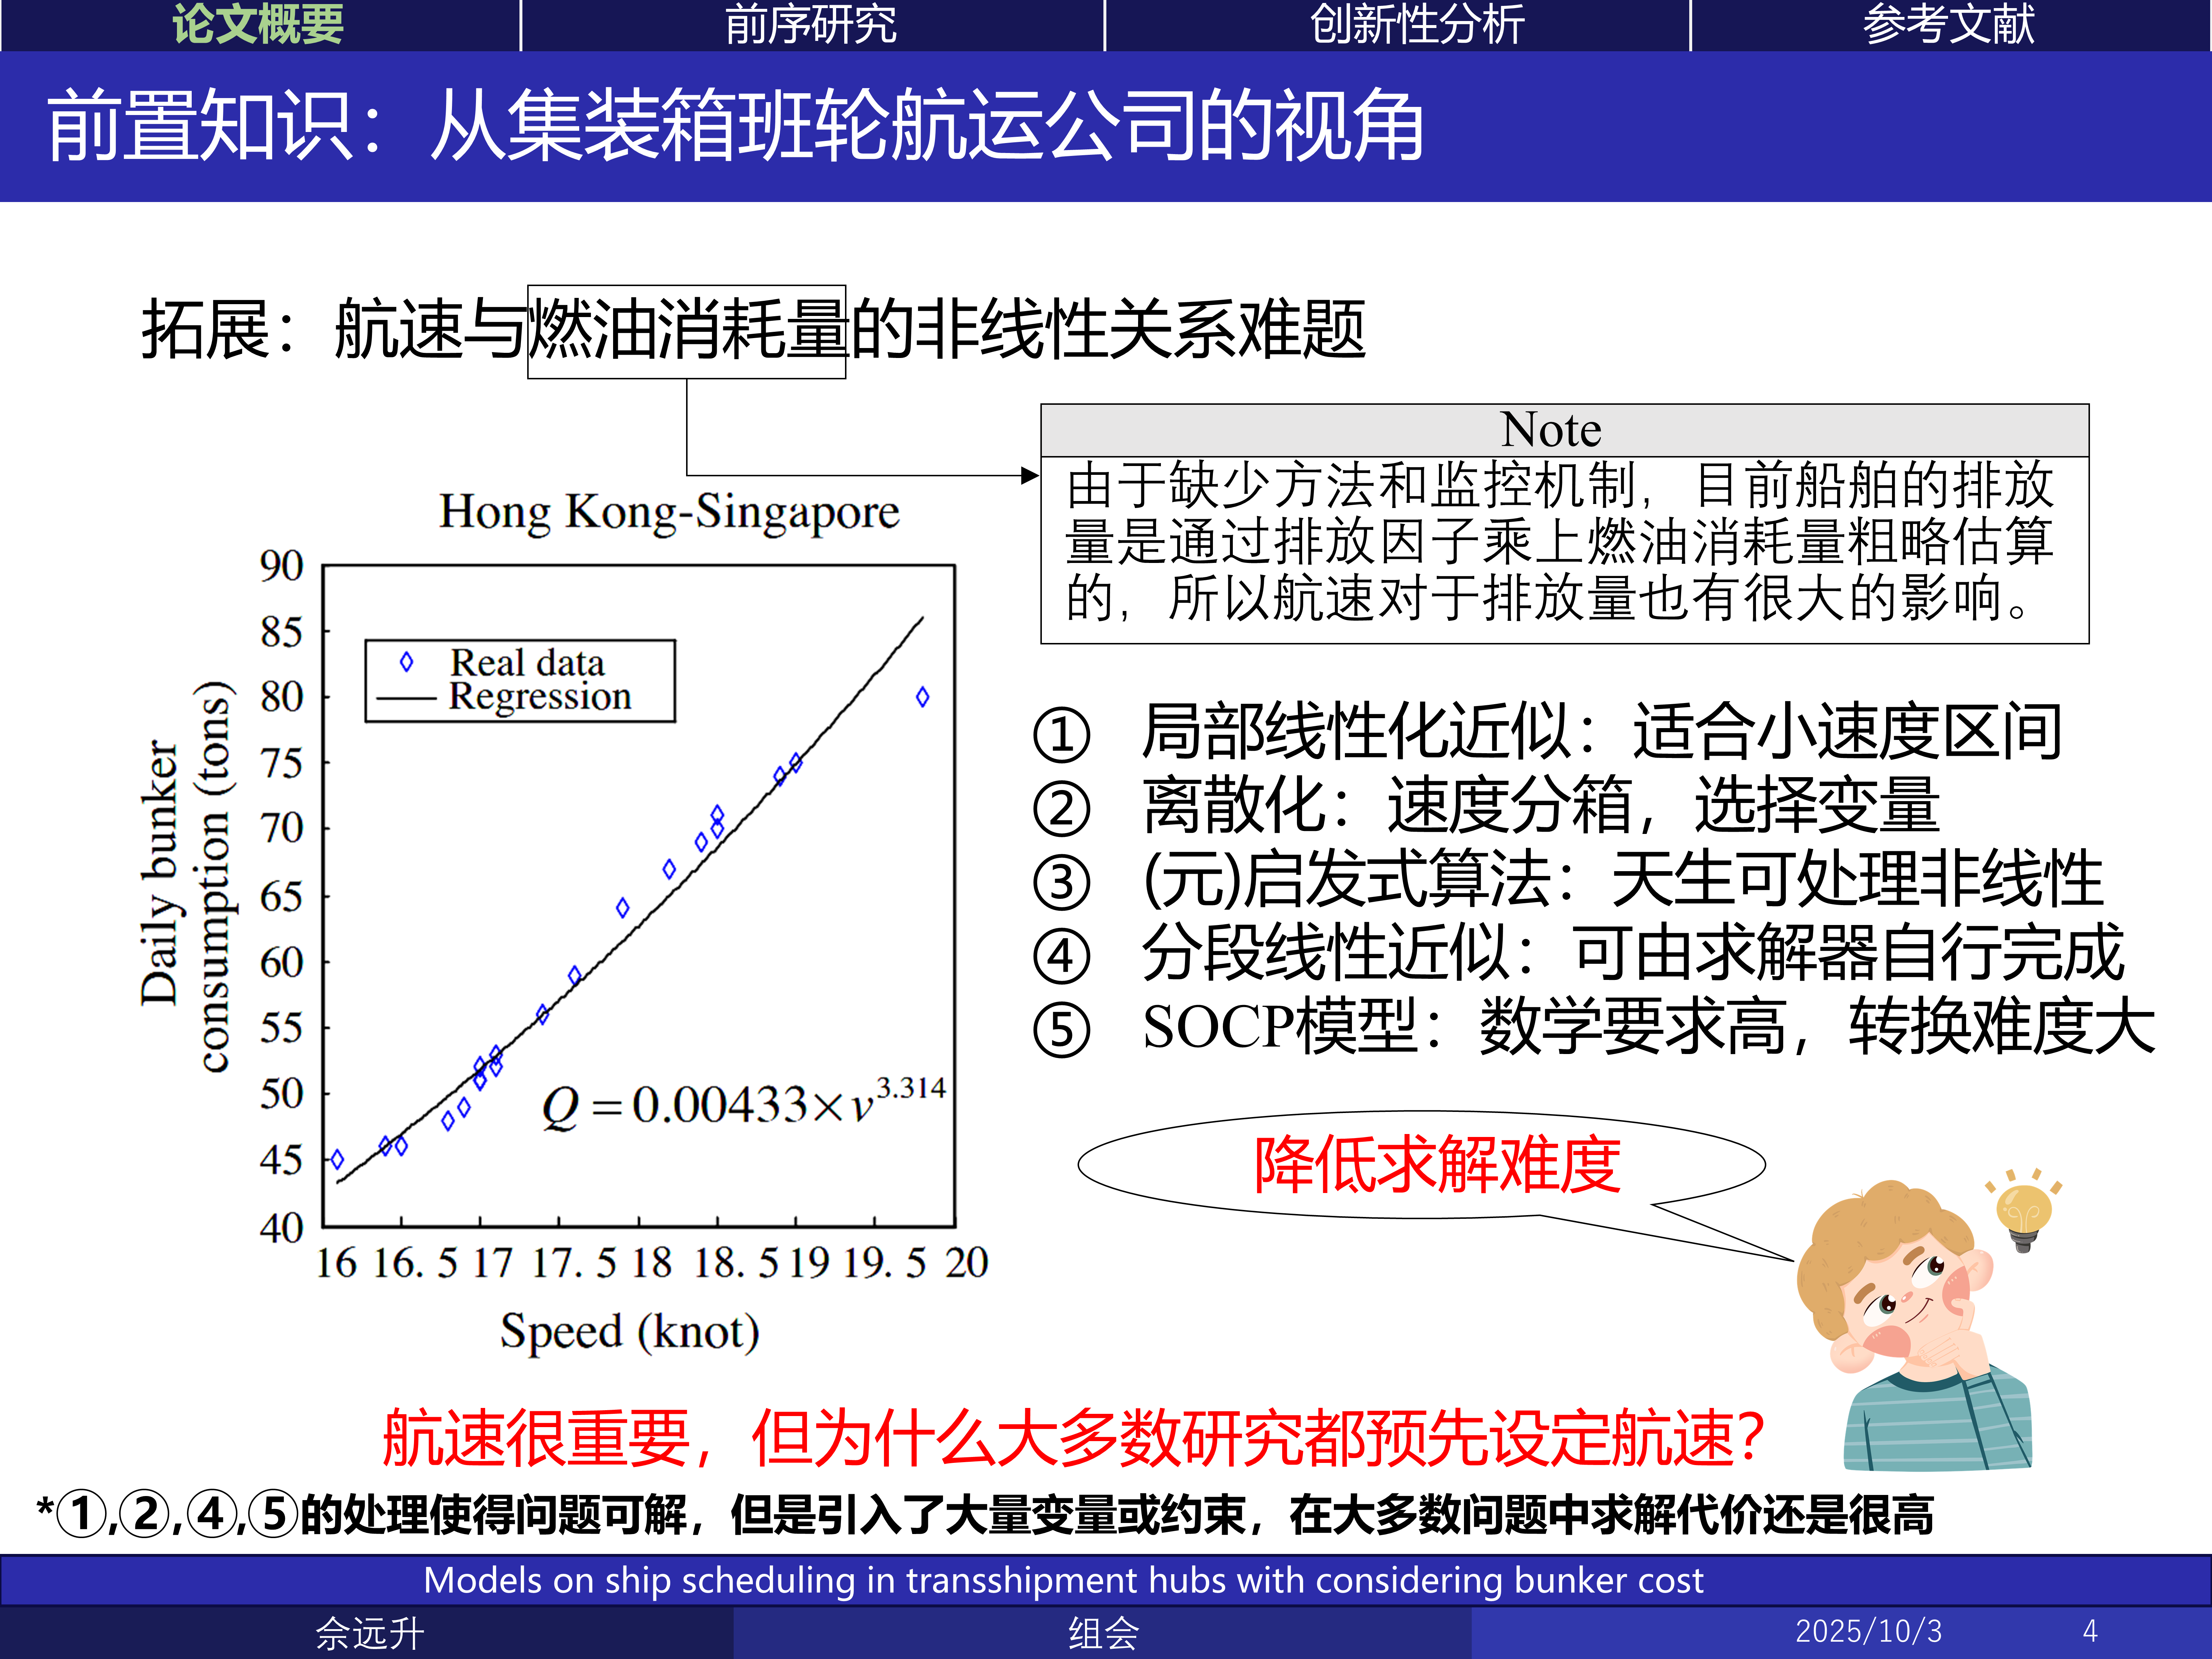 论文概要
前序研究
创新性分析
参考文献
前置知识：从集装箱班轮航运公司的视角
拓展：航速与燃油消耗量的非线性关系难题
Note
由于缺少方法和监控机制，目前船舶的排放
量是通过排放因子乘上燃油消耗量粗略估算
的，所以航速对于排放量也有很大的影响。
Hong Kong-Singapore
90
85
80
75
70
65
60
55
50
45
40
Daily bunker
consumption (tons)
Real data
Regression
Q = 0.00433×v^3.314
16 16. 5 17 17. 5 18 18. 5 19 19. 5 20
Speed (knot)
① 局部线性化近似：适合小速度区间
② 离散化：速度分箱，选择变量
③ (元)启发式算法：天生可处理非线性
④ 分段线性近似：可由求解器自行完成
⑤ SOCP模型：数学要求高，转换难度大
降低求解难度
航速很重要，但为什么大多数研究都预先设定航速？
*①,②,④,⑤的处理使得问题可解，但是引入了大量变量或约束，在大多数问题中求解代价还是很高
Models on ship scheduling in transshipment hubs with considering bunker cost
佘远升
组会
2025/10/3
4